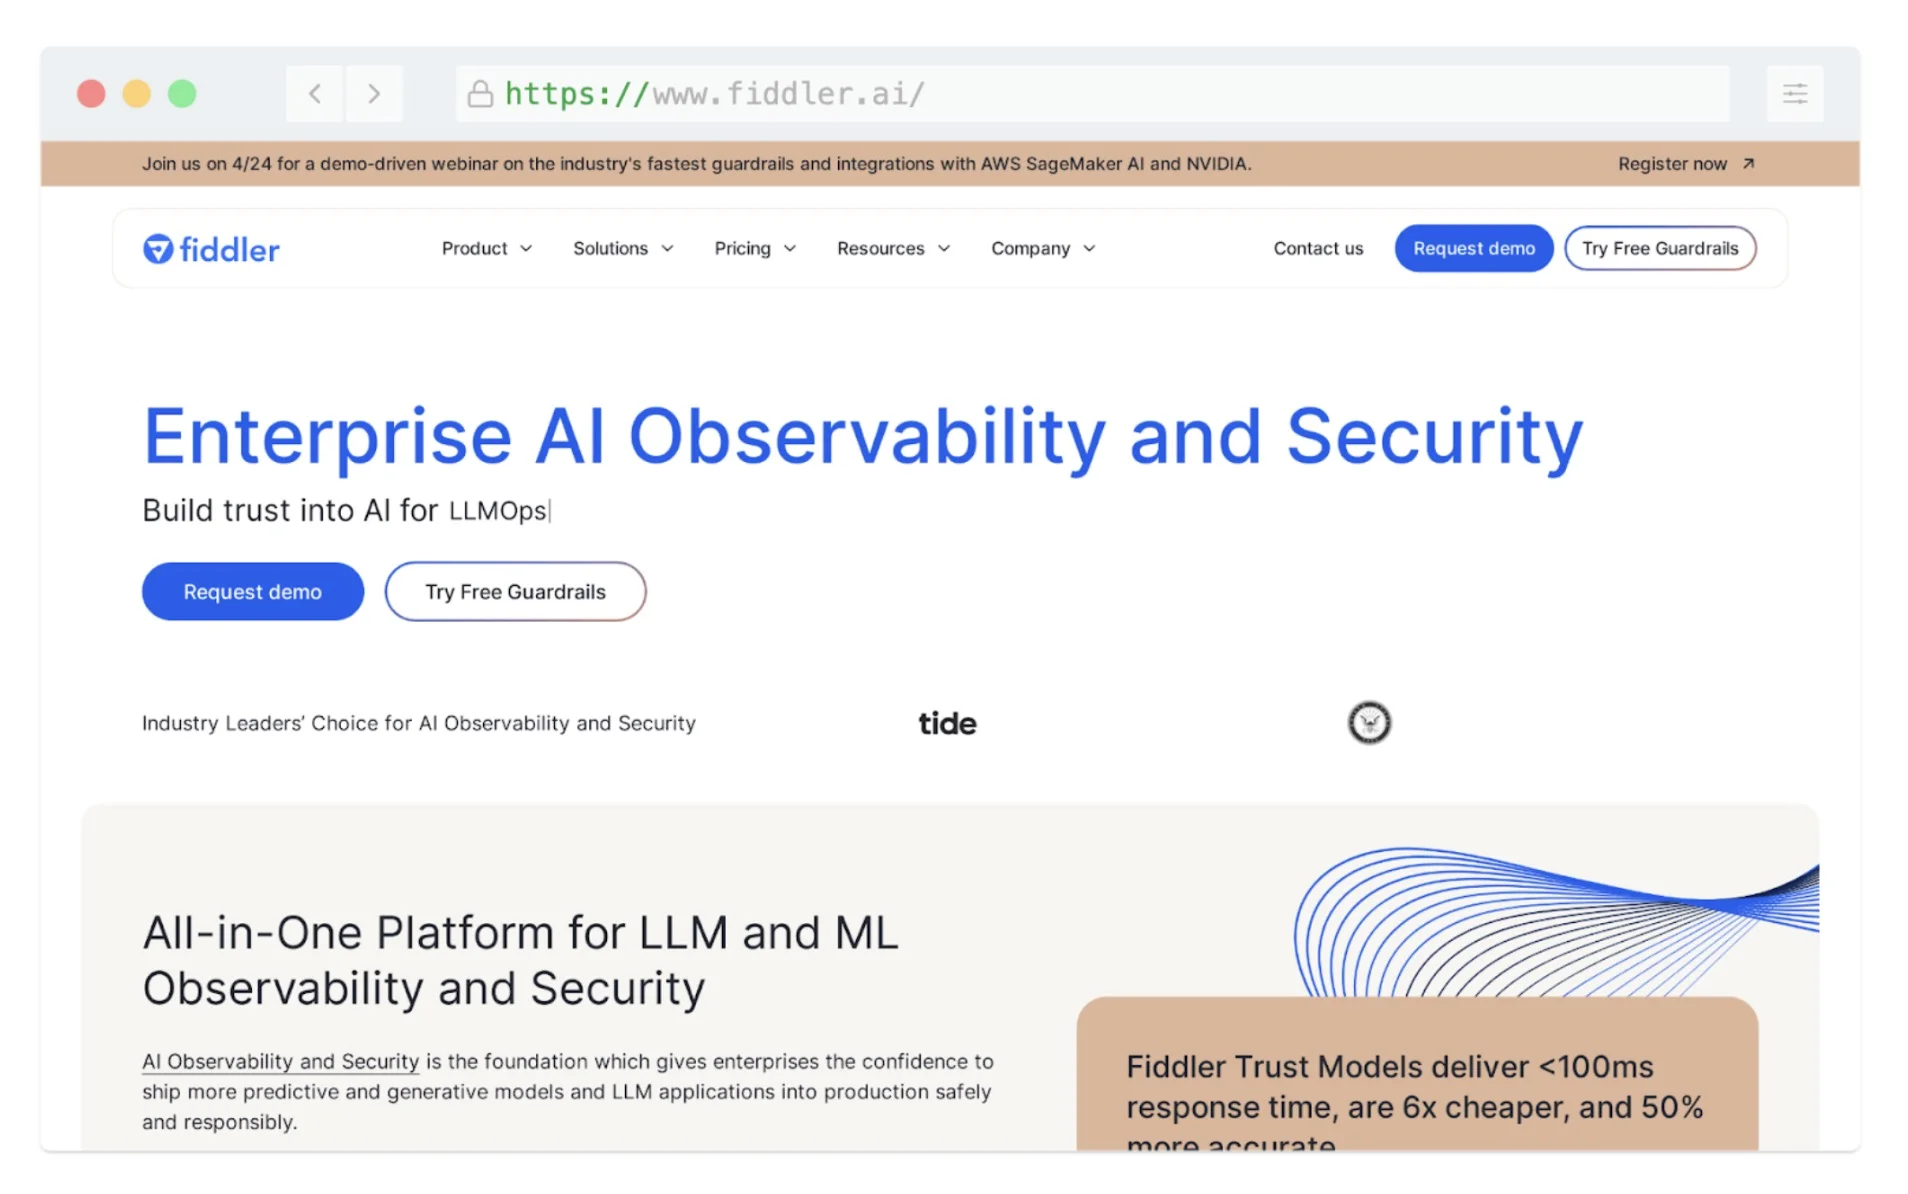 https://www.fiddler.ai/
Join us on 4/24 for a demo-driven webinar on the industry's fastest guardrails and integrations with AWS SageMaker AI and NVIDIA. Register now
fiddler Product Solutions Pricing Resources Company Contact us Request demo Try Free Guardrails
Enterprise AI Observability and Security
Build trust into AI for LLMOps
Request demo Try Free Guardrails
Industry Leaders’ Choice for AI Observability and Security tide
All-in-One Platform for LLM and ML
Observability and Security
AI Observability and Security is the foundation which gives enterprises the confidence to
ship more predictive and generative models and LLM applications into production safely
and responsibly.
Fiddler Trust Models deliver <100ms
response time, are 6x cheaper, and 50%
more accurate